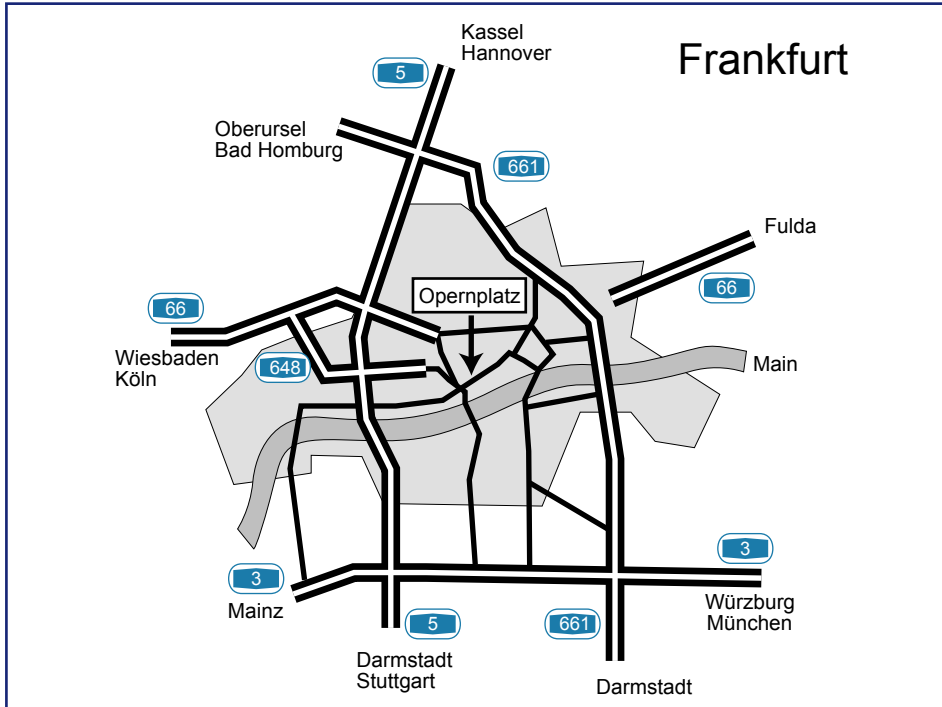 Kassel
Hannover
Frankfurt
5
Oberursel
Bad Homburg
661
Fulda
66
Opernplatz
66
Wiesbaden
Köln
648
Main
3
Mainz
3
Würzburg
München
5
661
Darmstadt
Stuttgart
Darmstadt